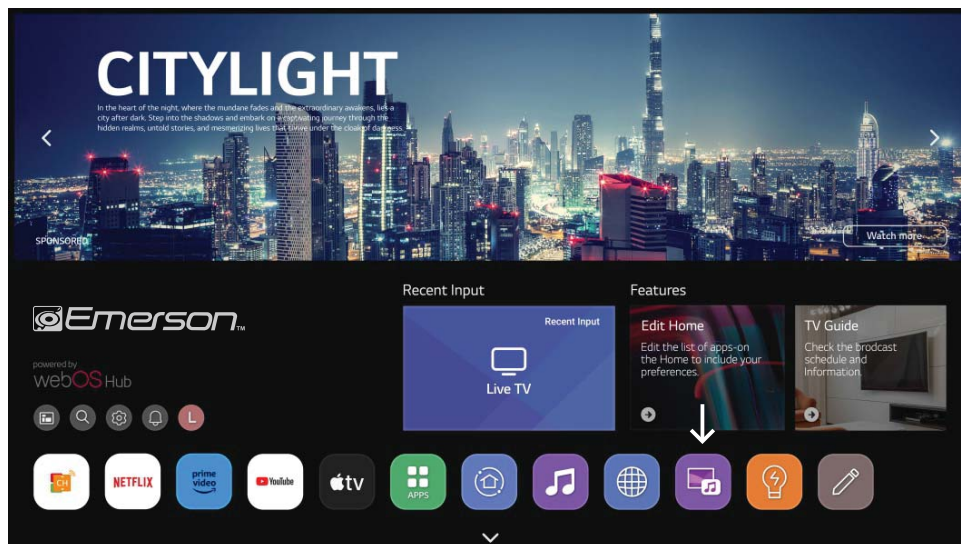 CITYLIGHT
In the heart of the night, where the mundane fades and the extraordinary awakens, lies a
city after dark. Step into the shadows and embark on a captivating journey through the
hidden realms, untold stories, and mesmerizing lives that thrive under the cloak of darkness.
SPONSORED
Watch more
Emerson™
powered by
webOS Hub
L
Recent Input
Recent Input
Live TV
Features
Edit Home
Edit the list of apps-on
the Home to include your
preferences.
TV Guide
Check the brodcast
schedule and
Information.
CH
NETFLIX
prime
video
YouTube
tv
APPS